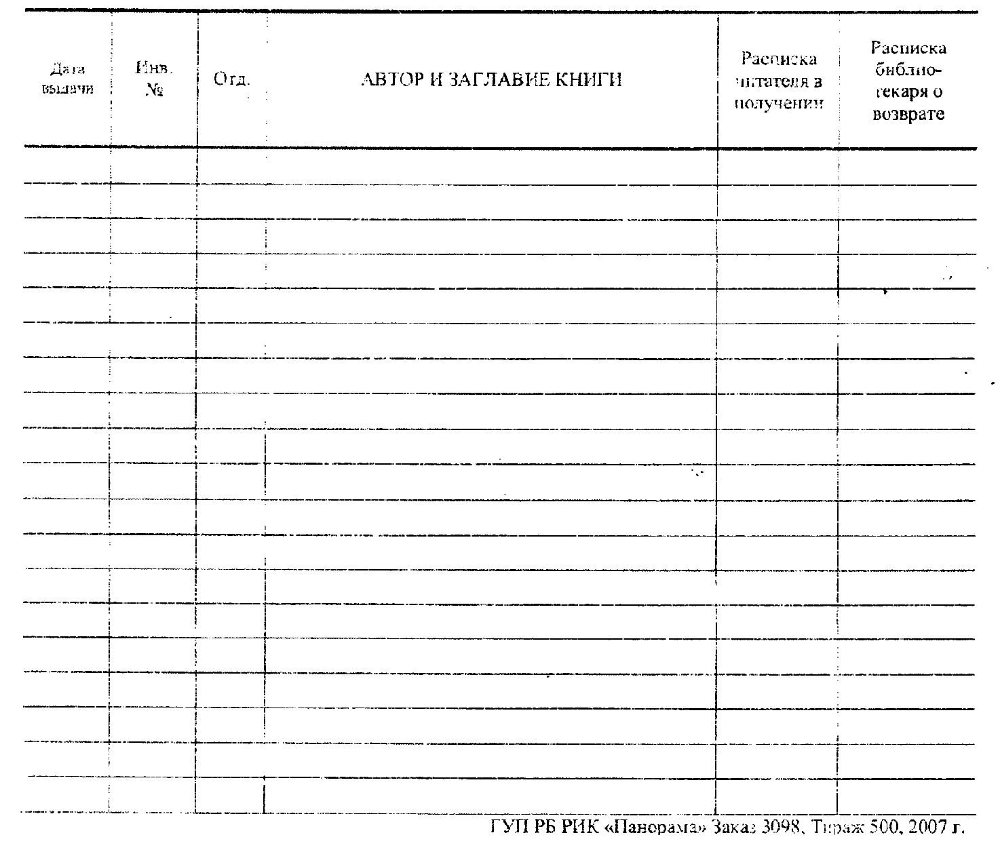 Дата
выдачи
Инв.
№
Отд.
АВТОР И ЗАГЛАВИЕ КНИГИ
Расписка
читателя в
получении
Расписка
библио-
текаря о
возврате
ГУП РБ РИК «Панорама» Заказ 3098, Тираж 500, 2007 г.